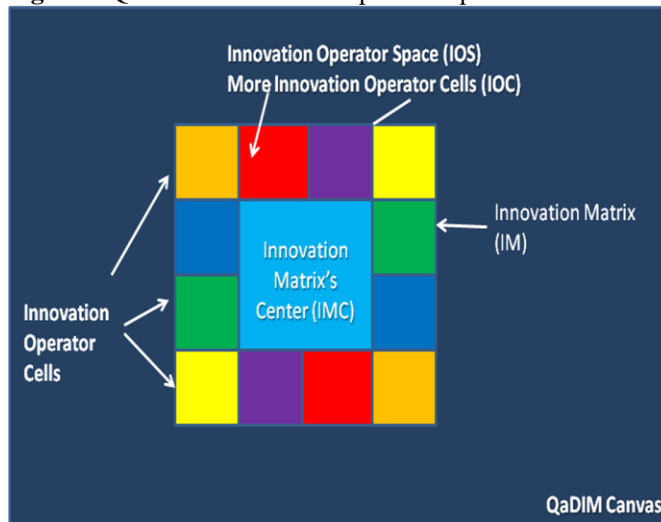 Innovation Operator Space (IOS)
More Innovation Operator Cells (IOC)
Innovation Matrix
(IM)
Innovation
Matrix's
Center (IMC)
Innovation
Operator
Cells
QaDIM Canvas